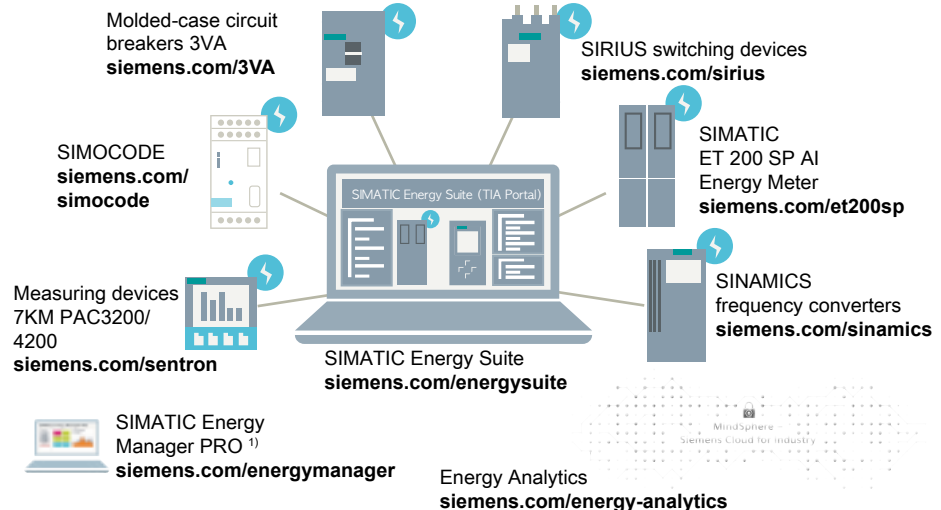 Molded-case circuit
breakers 3VA
siemens.com/3VA
SIRIUS switching devices
siemens.com/sirius
SIMOCODE
siemens.com/
simocode
SIMATIC
ET 200 SP AI
Energy Meter
siemens.com/et200sp
SIMATIC Energy Suite (TIA Portal)
Measuring devices
7KM PAC3200/
4200
siemens.com/sentron
SINAMICS
frequency converters
siemens.com/sinamics
SIMATIC Energy Suite
siemens.com/energysuite
SIMATIC Energy
Manager PRO 1)
siemens.com/energymanager
MindSphere -
Siemens Cloud for Industry
Energy Analytics
siemens.com/energy-analytics